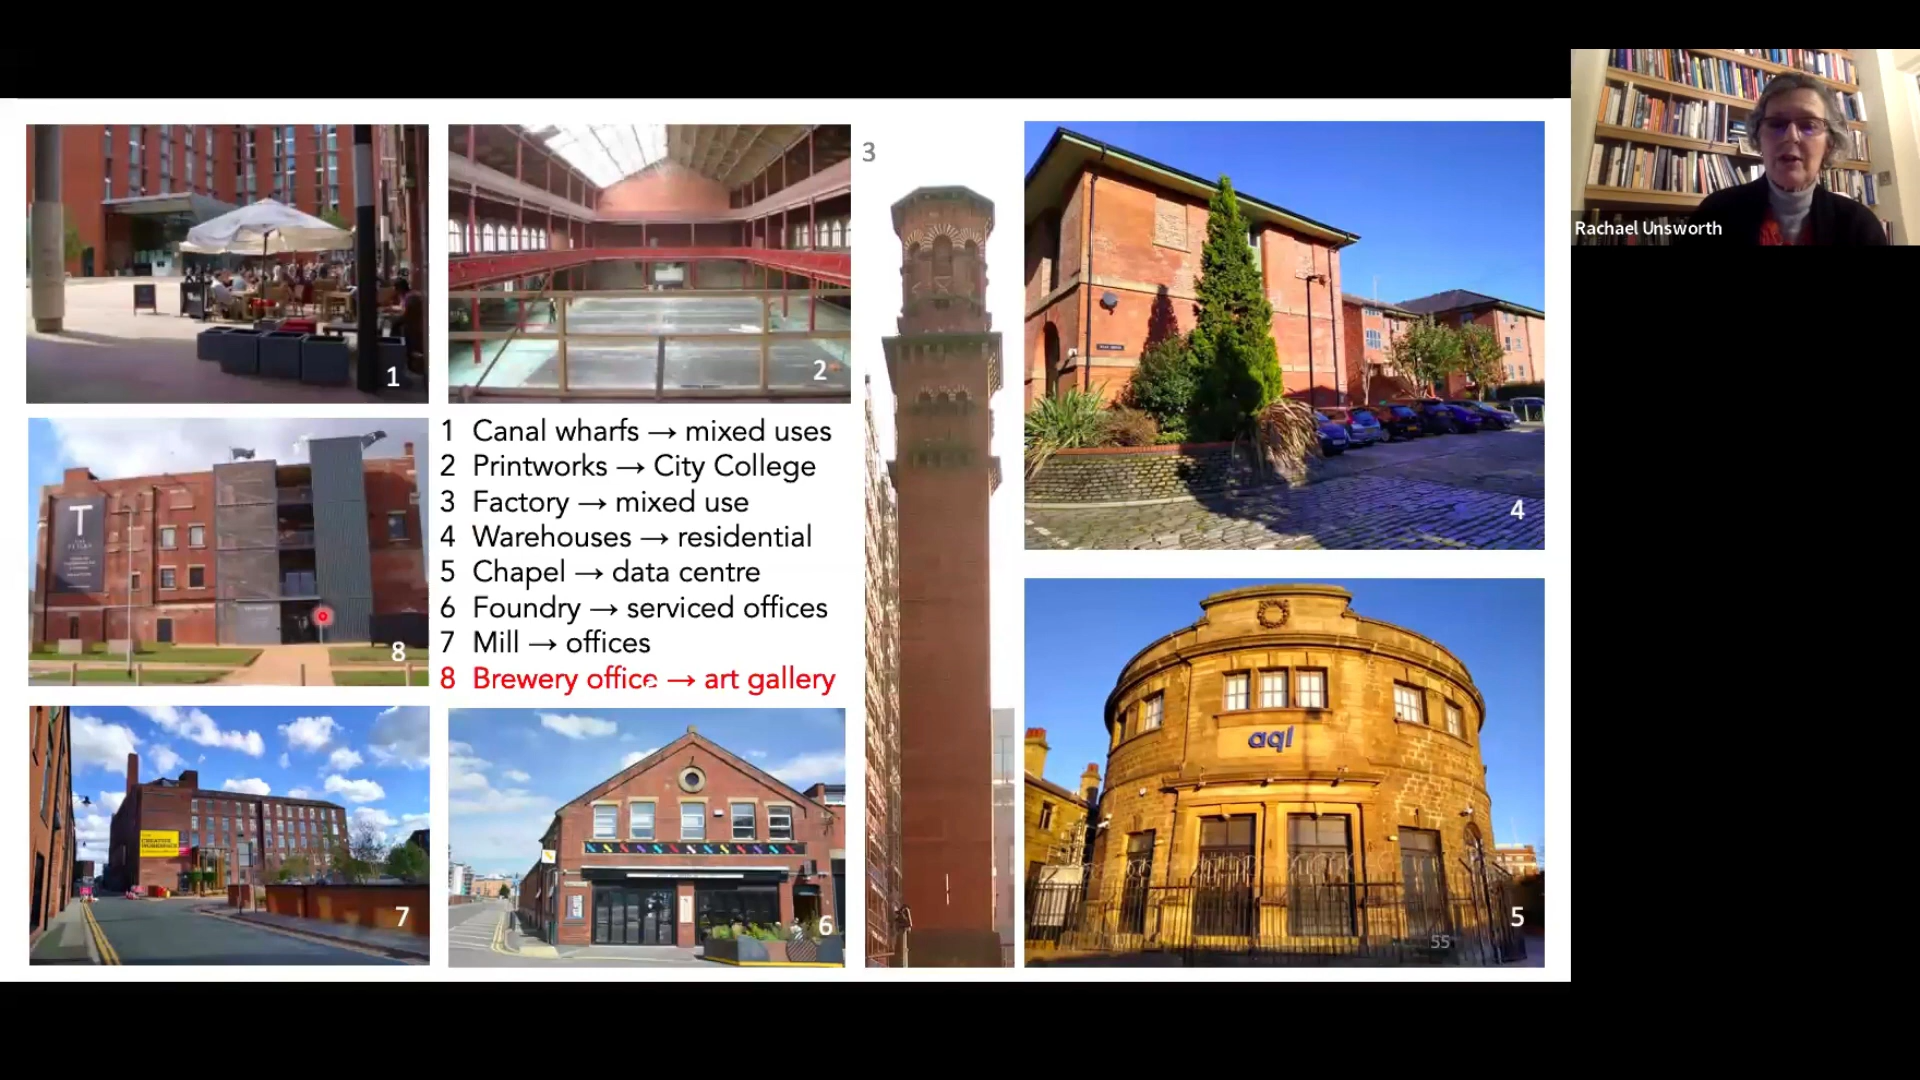 Rachael Unsworth
1
2
3
4
1 Canal wharfs → mixed uses
2 Printworks → City College
3 Factory → mixed use
4 Warehouses → residential
5 Chapel → data centre
6 Foundry → serviced offices
7 Mill → offices
8 Brewery office → art gallery
T
8
7
6
aql
5
55